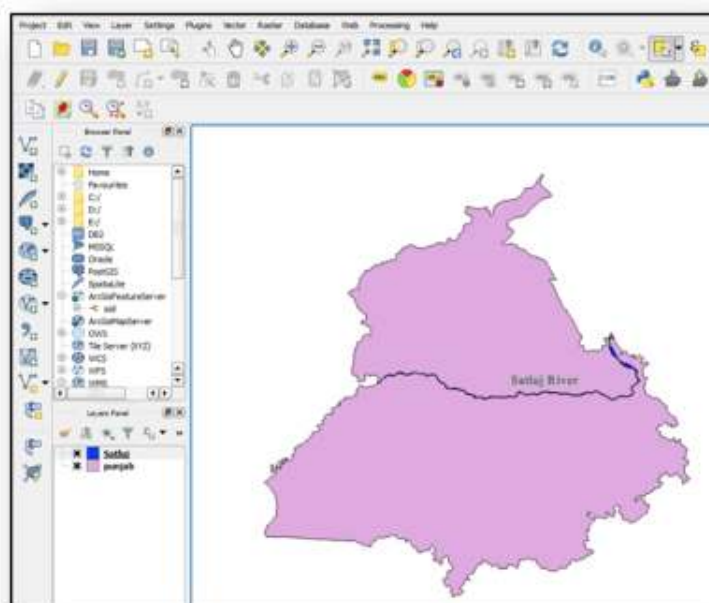 Project Edit View Layer Settings Plugins Vector Raster Database Web Processing Help
Browser Panel
Home
Favourites
C:/
D:/
E:/
DB2
MSSQL
Oracle
PostGIS
SpatiaLite
ArcGisFeatureServer
soil
ArcGisMapServer
OWS
Tile Server (XYZ)
WCS
WFS
WMS
Satluj River
Layers Panel
Satluj
punjab